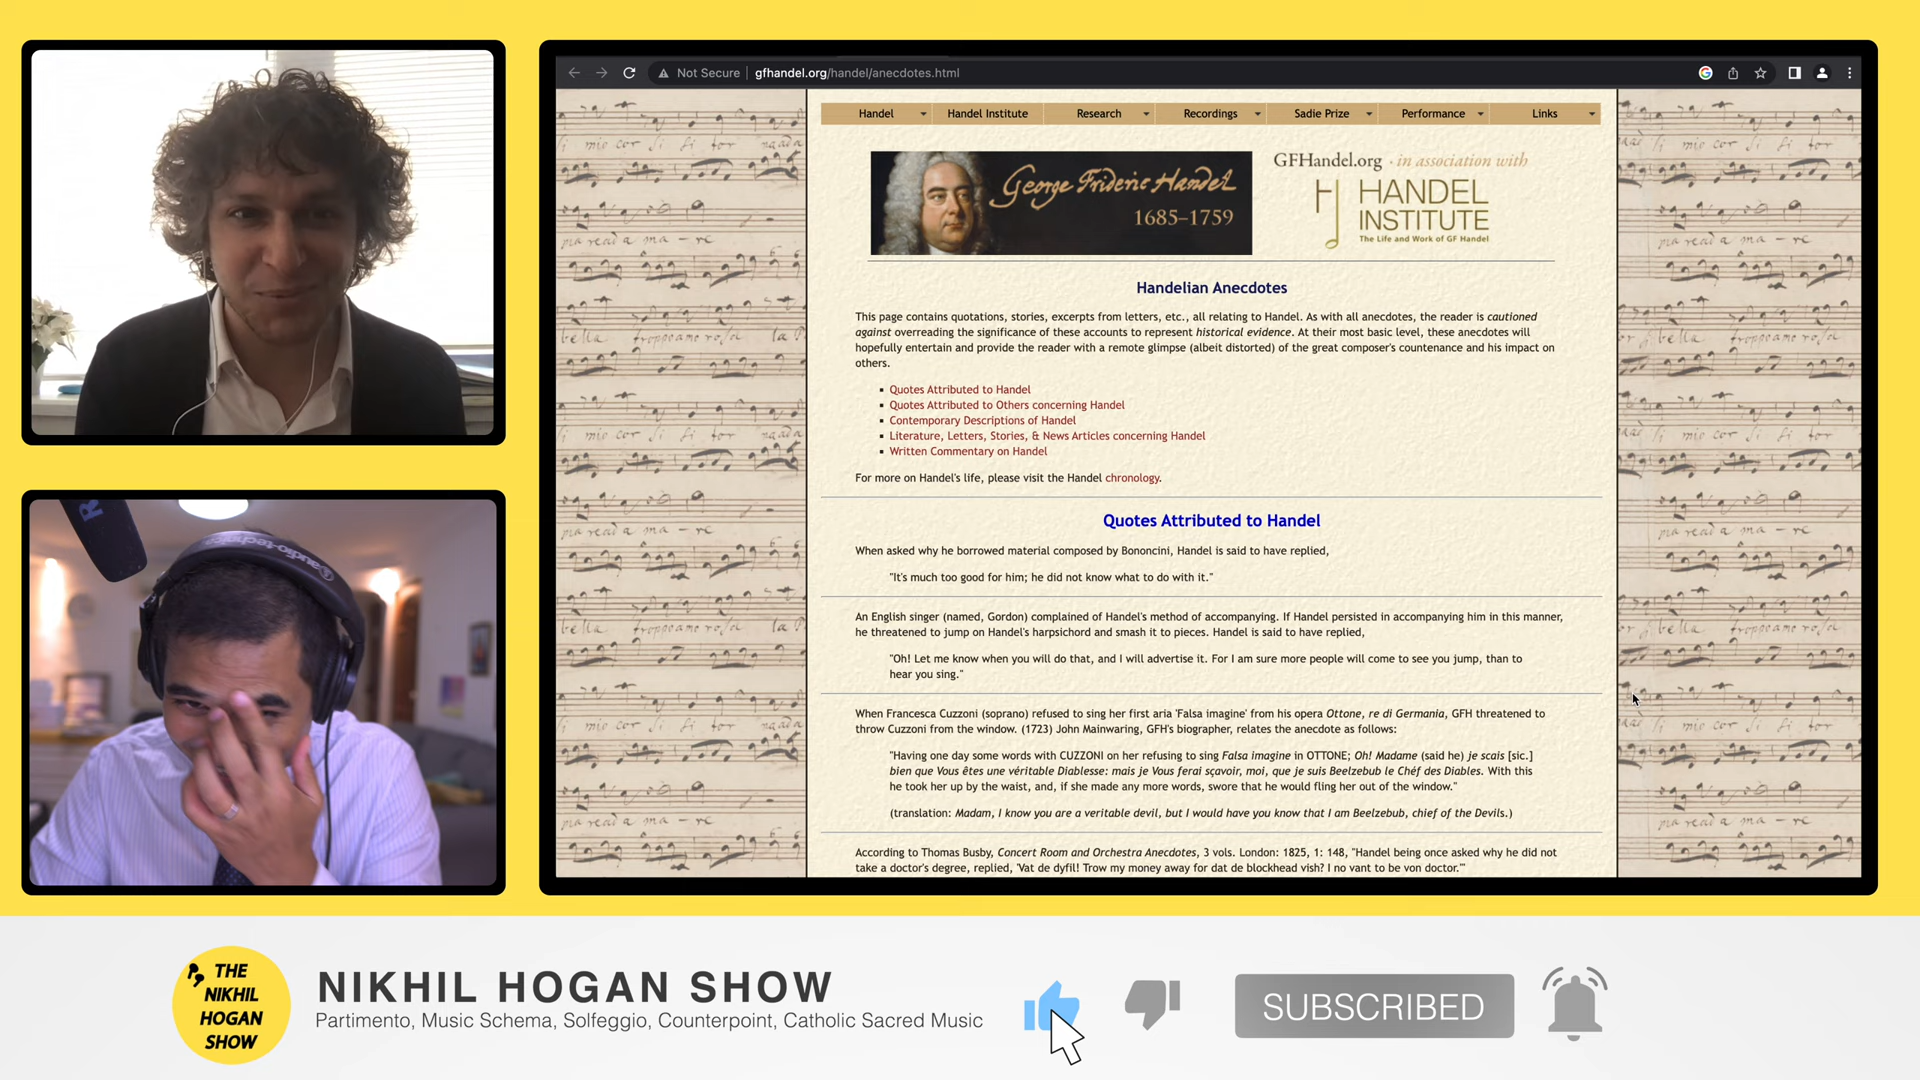 Not Secure gfhandel.org/handel/anecdotes.html
Handel Handel Institute Research Recordings Sadie Prize Performance Links
George Frideric Handel
1685–1759
GFHandel.org - in association with
HANDEL
INSTITUTE
The Life and Work of GF Handel
Handelian Anecdotes
This page contains quotations, stories, excerpts from letters, etc., all relating to Handel. As with all anecdotes, the reader is cautioned
against overreading the significance of these accounts to represent historical evidence. At their most basic level, these anecdotes will
hopefully entertain and provide the reader with a remote glimpse (albeit distorted) of the great composer's countenance and his impact on
others.
Quotes Attributed to Handel
Quotes Attributed to Others concerning Handel
Contemporary Descriptions of Handel
Literature, Letters, Stories, & News Articles concerning Handel
Written Commentary on Handel
For more on Handel's life, please visit the Handel chronology.
Quotes Attributed to Handel
When asked why he borrowed material composed by Bononcini, Handel is said to have replied,
"It's much too good for him; he did not know what to do with it."
An English singer (named, Gordon) complained of Handel's method of accompanying. If Handel persisted in accompanying him in this manner,
he threatened to jump on Handel's harpsichord and smash it to pieces. Handel is said to have replied,
"Oh! Let me know when you will do that, and I will advertise it. For I am sure more people will come to see you jump, than to
hear you sing."
When Francesca Cuzzoni (soprano) refused to sing her first aria 'Falsa imagine' from his opera Ottone, re di Germania, GFH threatened to
throw Cuzzoni from the window. (1723) John Mainwaring, GFH's biographer, relates the anecdote as follows:
"Having one day some words with CUZZONI on her refusing to sing Falsa imagine in OTTONE; Oh! Madame (said he) je scais [sic.]
bien que Vous êtes une véritable Diablesse: mais je Vous ferai sçavoir, moi, que je suis Beelzebub le Chéf des Diables. With this
he took her up by the waist, and, if she made any more words, swore that he would fling her out of the window."
(translation: Madam, I know you are a veritable devil, but I would have you know that I am Beelzebub, chief of the Devils.)
According to Thomas Busby, Concert Room and Orchestra Anecdotes, 3 vols. London: 1825, 1: 148, "Handel being once asked why he did not
take a doctor's degree, replied, 'Vat de dyfil! Trow my money away for dat de blockhead vish? I no vant to be von doctor.'"
audio-technica
THE
NIKHIL
HOGAN
SHOW
NIKHIL HOGAN SHOW
Partimento, Music Schema, Solfeggio, Counterpoint, Catholic Sacred Music
SUBSCRIBED